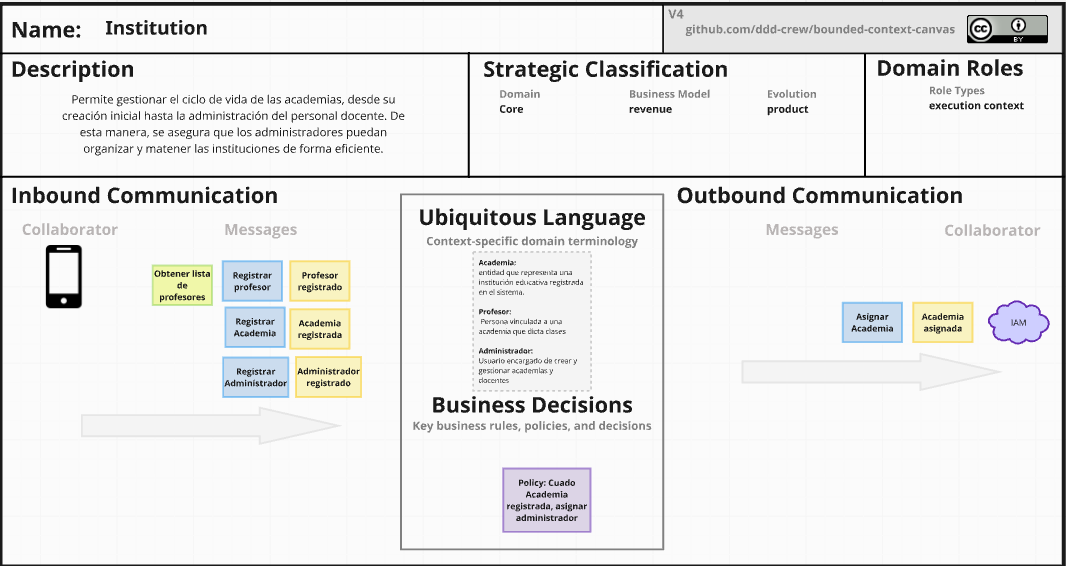 Name: Institution
V4
github.com/ddd-crew/bounded-context-canvas
cc
BY
Description
Permite gestionar el ciclo de vida de las academias, desde su
creación inicial hasta la administración del personal docente. De
esta manera, se asegura que los administradores puedan
organizar y matener las instituciones de forma eficiente.
Strategic Classification
Domain
Core
Business Model
revenue
Evolution
product
Domain Roles
Role Types
execution context
Inbound Communication
Collaborator
Messages
Obtener lista
de
profesores
Registrar
profesor
Profesor
registrado
Registrar
Academia
Academia
registrada
Registrar
Administrador
Administrador
registrado
Ubiquitous Language
Context-specific domain terminology
Academia:
entidad que representa una
institución educativa registrada
en el sistema.
Profesor:
Persona vinculada a una
academia que dicta clases
Administrador:
Usuario encargado de crear y
gestionar academias y
docentes
Business Decisions
Key business rules, policies, and decisions
Policy: Cuado
Academia
registrada, asignar
administrador
Outbound Communication
Messages
Collaborator
Asignar
Academia
Academia
asignada
IAM